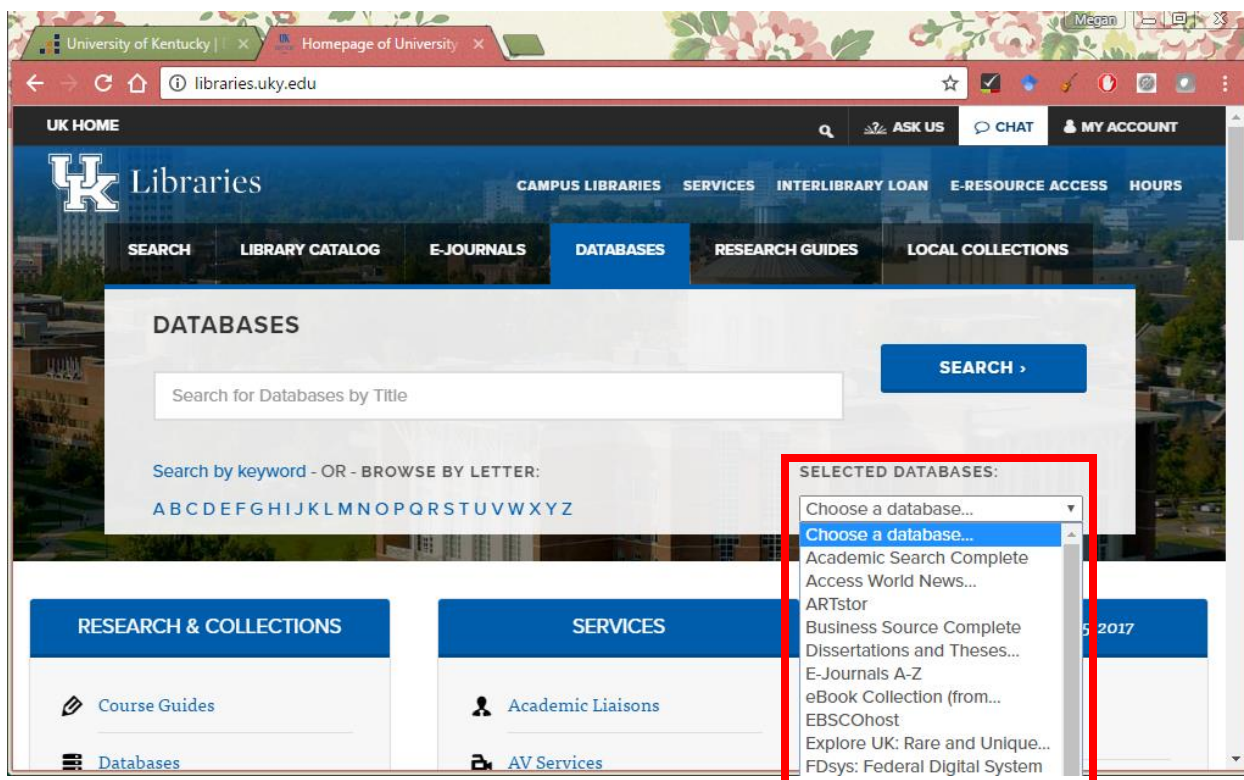 Megan
University of Kentucky |
Homepage of University
libraries.uky.edu
UK HOME
ASK US
CHAT
MY ACCOUNT
UK Libraries
CAMPUS LIBRARIES SERVICES INTERLIBRARY LOAN E-RESOURCE ACCESS HOURS
SEARCH LIBRARY CATALOG E-JOURNALS DATABASES RESEARCH GUIDES LOCAL COLLECTIONS
DATABASES
SEARCH ›
Search for Databases by Title
Search by keyword - OR - BROWSE BY LETTER:
A B C D E F G H I J K L M N O P Q R S T U V W X Y Z
SELECTED DATABASES:
Choose a database...
Choose a database...
Academic Search Complete
Access World News...
ARTstor
Business Source Complete
Dissertations and Theses...
E-Journals A-Z
eBook Collection (from...
EBSCOhost
Explore UK: Rare and Unique...
FDsys: Federal Digital System
RESEARCH & COLLECTIONS
Course Guides
Databases
SERVICES
Academic Liaisons
AV Services
2017